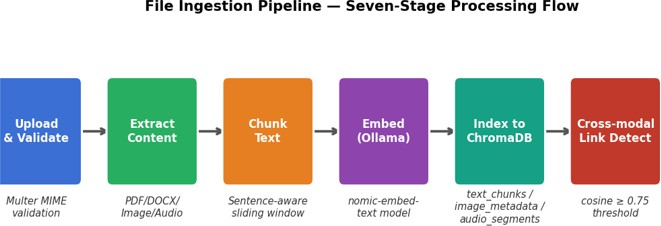 File Ingestion Pipeline — Seven-Stage Processing Flow
Upload
& Validate
Extract
Content
Chunk
Text
Embed
(Ollama)
Index to
ChromaDB
Cross-modal
Link Detect
Multer MIME
validation
PDF/DOCX/
Image/Audio
Sentence-aware
sliding window
nomic-embed-
text model
text_chunks /
image_metadata /
audio_segments
cosine ≥ 0.75
threshold